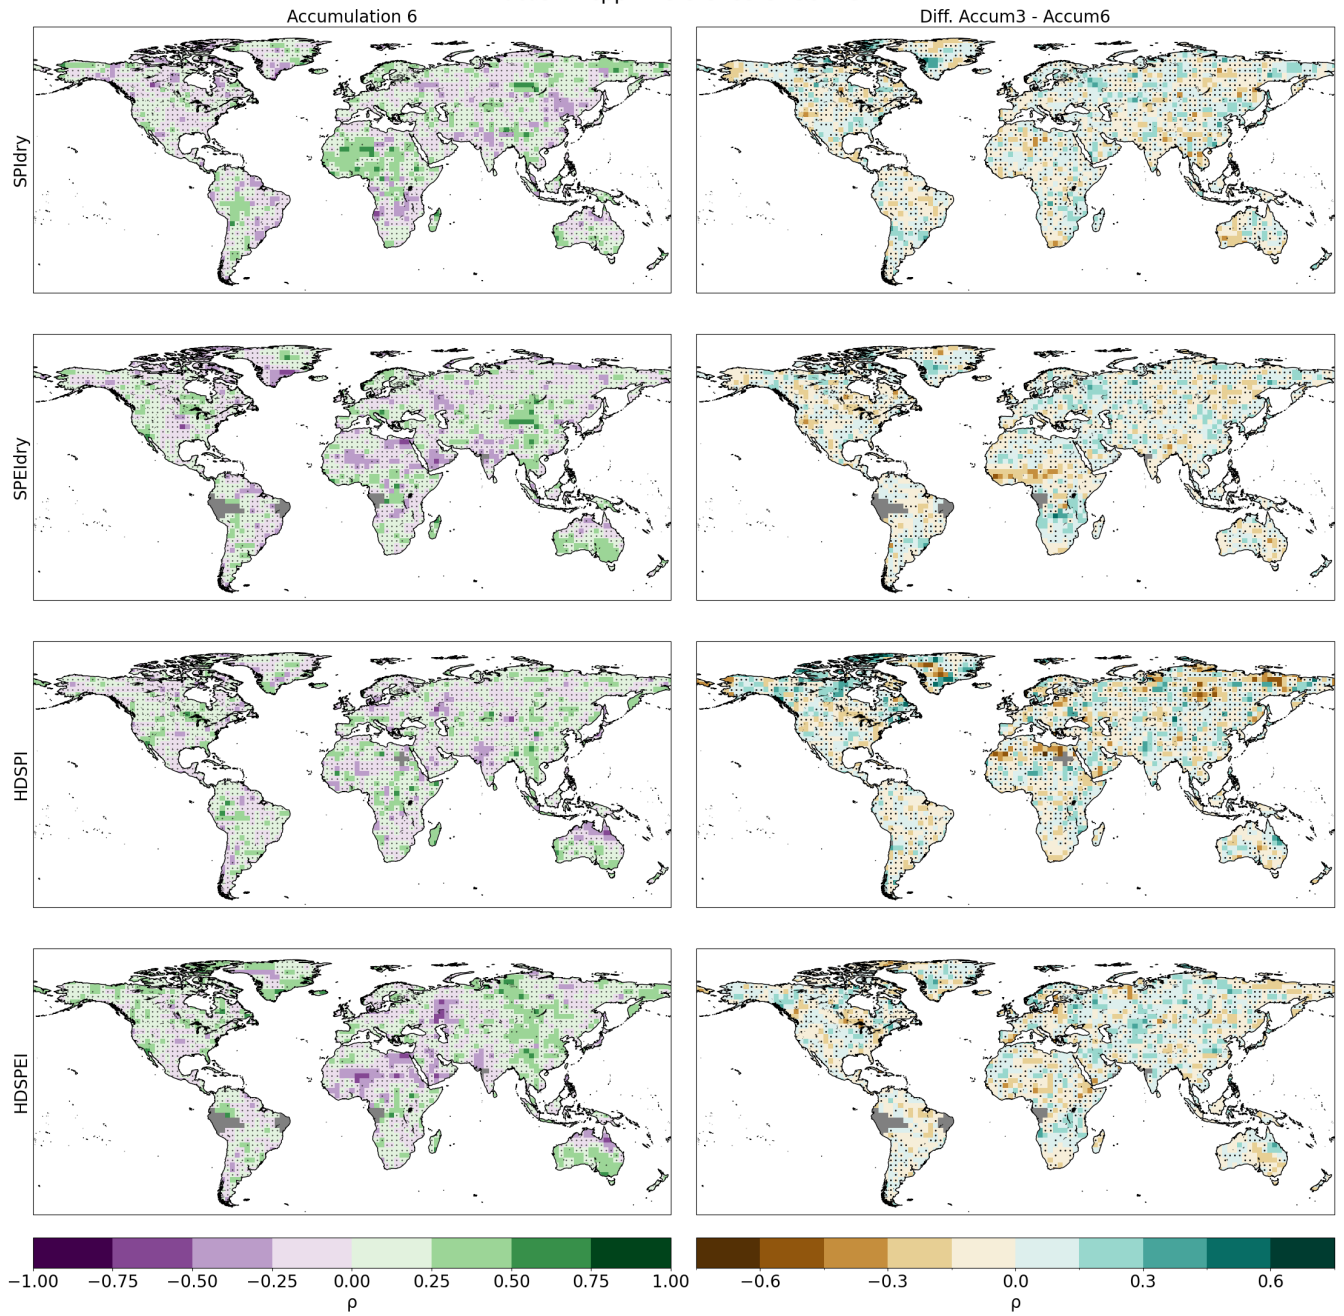 Accumulation 6
Diff. Accum3 - Accum6
SPIdry
SPEIdry
HDSPI
HDSPEI
−1.00 −0.75 −0.50 −0.25 0.00 0.25 0.50 0.75 1.00
ρ
−0.6 −0.3 0.0 0.3 0.6
ρ